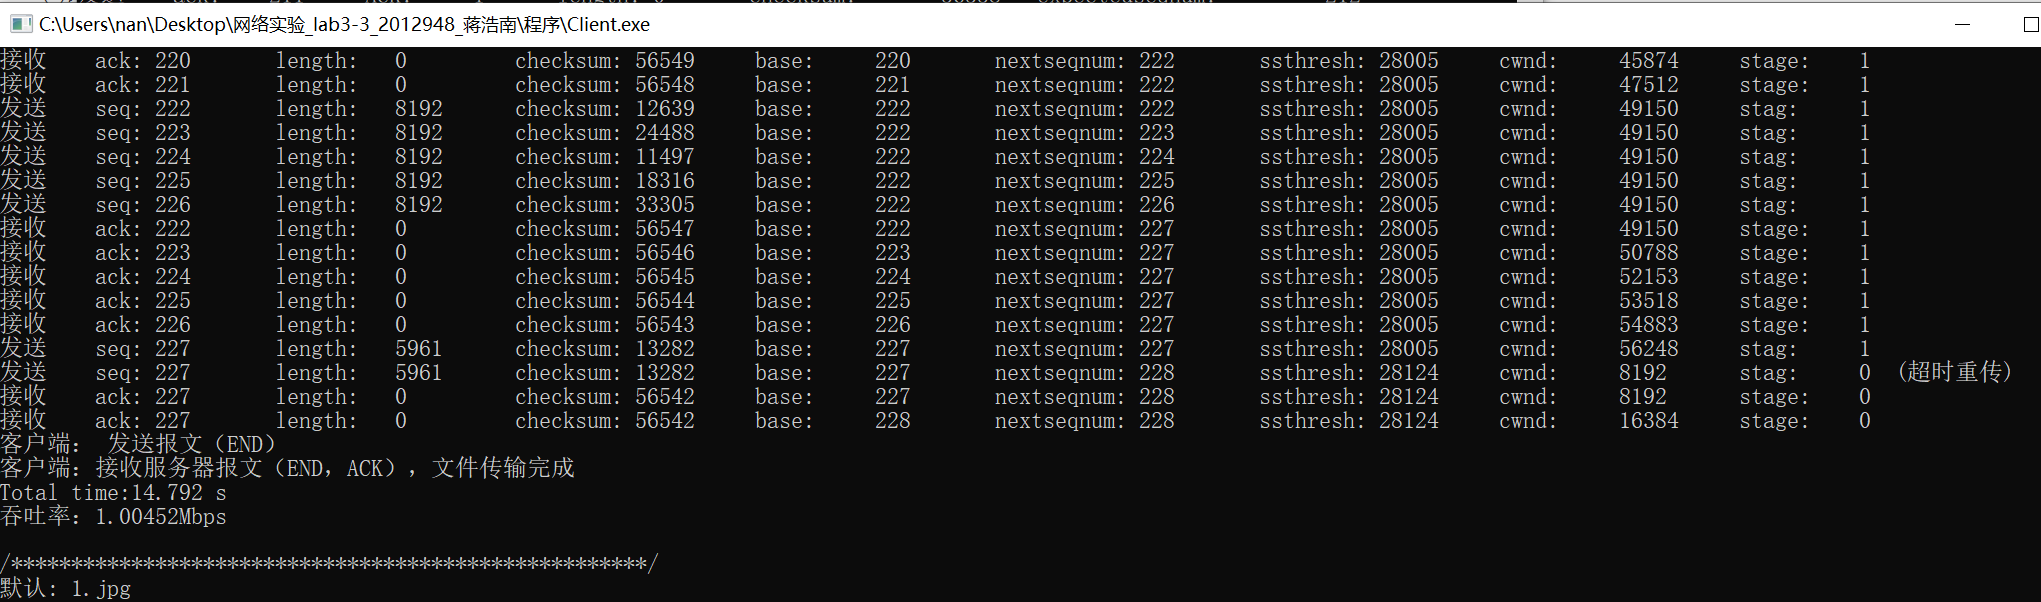 C:\Users\nan\Desktop\网络实验_lab3-3_2012948_蒋浩南\程序\Client.exe
接收 ack: 220 length: 0 checksum: 56549 base: 220 nextseqnum: 222 ssthresh: 28005 cwnd: 45874 stage: 1
接收 ack: 221 length: 0 checksum: 56548 base: 221 nextseqnum: 222 ssthresh: 28005 cwnd: 47512 stage: 1
发送 seq: 222 length: 8192 checksum: 12639 base: 222 nextseqnum: 222 ssthresh: 28005 cwnd: 49150 stag: 1
发送 seq: 223 length: 8192 checksum: 24488 base: 222 nextseqnum: 223 ssthresh: 28005 cwnd: 49150 stag: 1
发送 seq: 224 length: 8192 checksum: 11497 base: 222 nextseqnum: 224 ssthresh: 28005 cwnd: 49150 stag: 1
发送 seq: 225 length: 8192 checksum: 18316 base: 222 nextseqnum: 225 ssthresh: 28005 cwnd: 49150 stag: 1
发送 seq: 226 length: 8192 checksum: 33305 base: 222 nextseqnum: 226 ssthresh: 28005 cwnd: 49150 stag: 1
接收 ack: 222 length: 0 checksum: 56547 base: 222 nextseqnum: 227 ssthresh: 28005 cwnd: 49150 stage: 1
接收 ack: 223 length: 0 checksum: 56546 base: 223 nextseqnum: 227 ssthresh: 28005 cwnd: 50788 stage: 1
接收 ack: 224 length: 0 checksum: 56545 base: 224 nextseqnum: 227 ssthresh: 28005 cwnd: 52153 stage: 1
接收 ack: 225 length: 0 checksum: 56544 base: 225 nextseqnum: 227 ssthresh: 28005 cwnd: 53518 stage: 1
接收 ack: 226 length: 0 checksum: 56543 base: 226 nextseqnum: 227 ssthresh: 28005 cwnd: 54883 stage: 1
发送 seq: 227 length: 5961 checksum: 13282 base: 227 nextseqnum: 227 ssthresh: 28005 cwnd: 56248 stag: 1
发送 seq: 227 length: 5961 checksum: 13282 base: 227 nextseqnum: 228 ssthresh: 28124 cwnd: 8192 stag: 0 (超时重传)
接收 ack: 227 length: 0 checksum: 56542 base: 227 nextseqnum: 228 ssthresh: 28124 cwnd: 8192 stage: 0
接收 ack: 227 length: 0 checksum: 56542 base: 228 nextseqnum: 228 ssthresh: 28124 cwnd: 16384 stage: 0
客户端： 发送报文（END）
客户端：接收服务器报文（END，ACK），文件传输完成
Total time:14.792 s
吞吐率：1.00452Mbps
/*****************************************************/
默认: 1.jpg